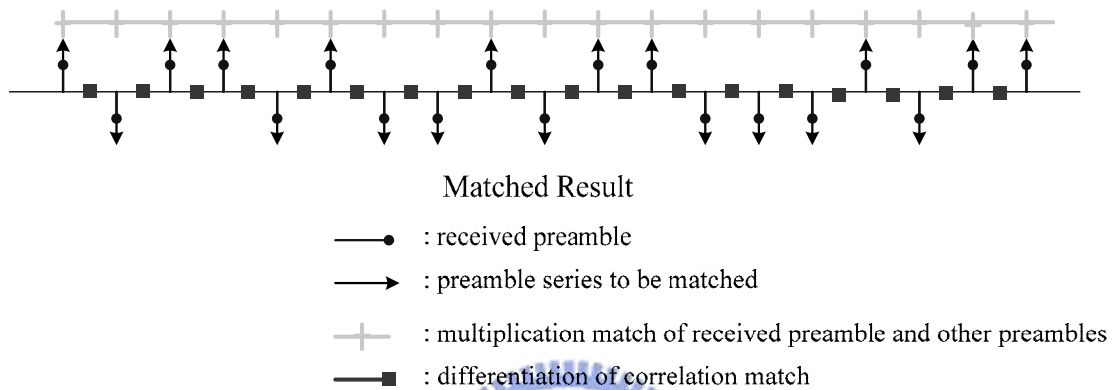 Matched Result
: received preamble
: preamble series to be matched
: multiplication match of received preamble and other preambles
: differentiation of correlation match